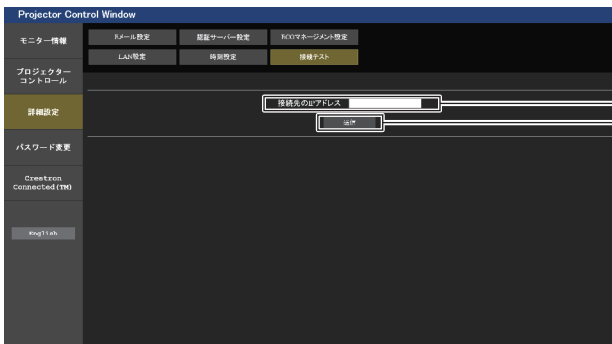 Projector Control Window
モニター情報
プロジェクター
コントロール
詳細設定
パスワード変更
Crestron
Connected(TM)
English
Eメール設定
認証サーバー設定
ECOマネージメント設定
LAN設定
時刻設定
接続テスト
接続先のIPアドレス
送信